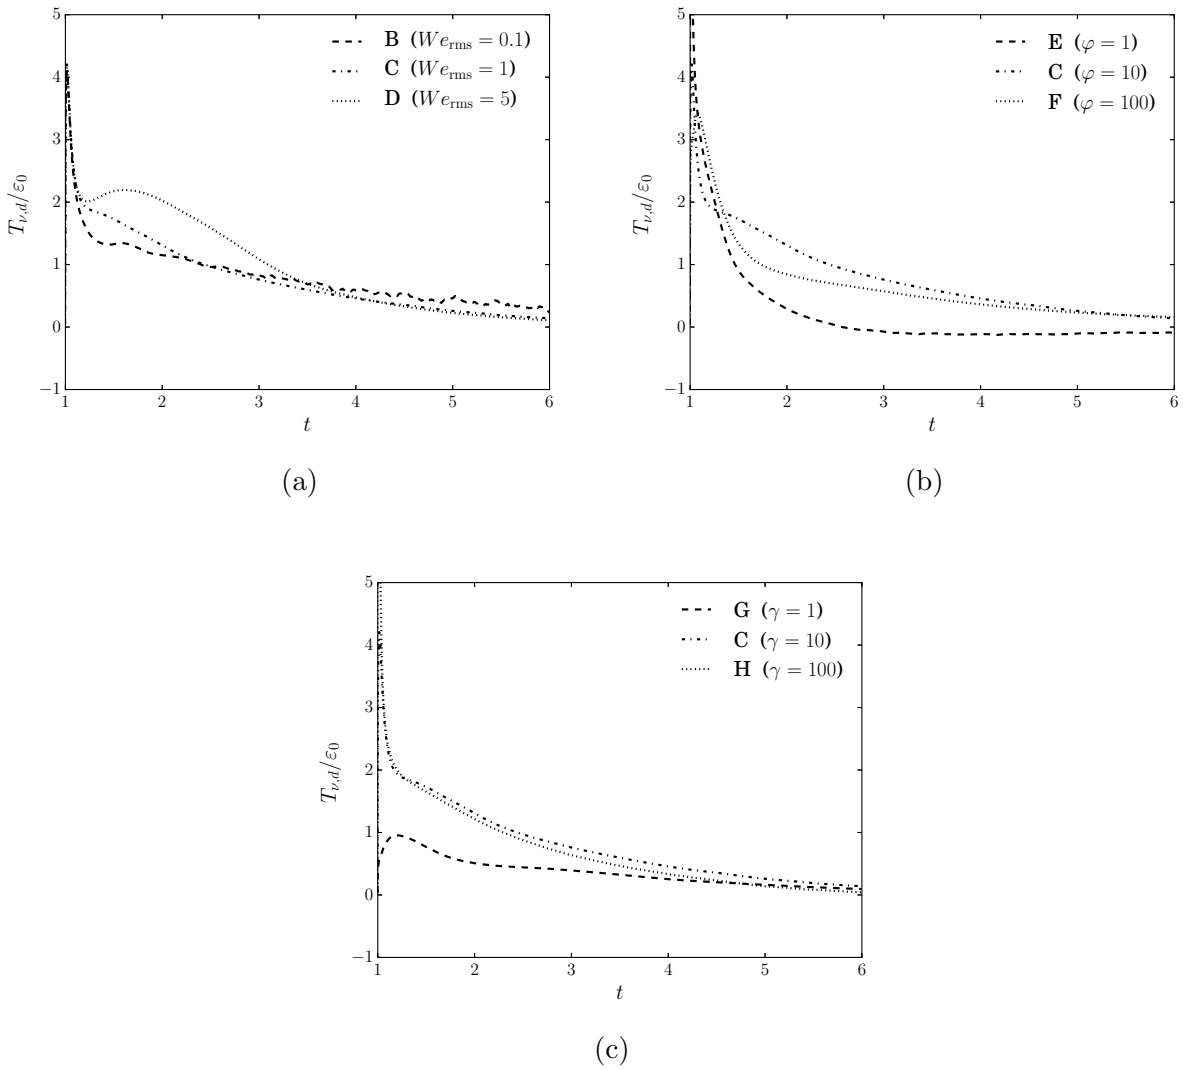 5
4
3
2
1
0
−1
T_{ν,d}/ε_0
B (We_rms = 0.1)
C (We_rms = 1)
D (We_rms = 5)
1 2 3 4 5 6
t
(a)
5
4
3
2
1
0
−1
T_{ν,d}/ε_0
E (φ = 1)
C (φ = 10)
F (φ = 100)
1 2 3 4 5 6
t
(b)
5
4
3
2
1
0
−1
T_{ν,d}/ε_0
G (γ = 1)
C (γ = 10)
H (γ = 100)
1 2 3 4 5 6
t
(c)